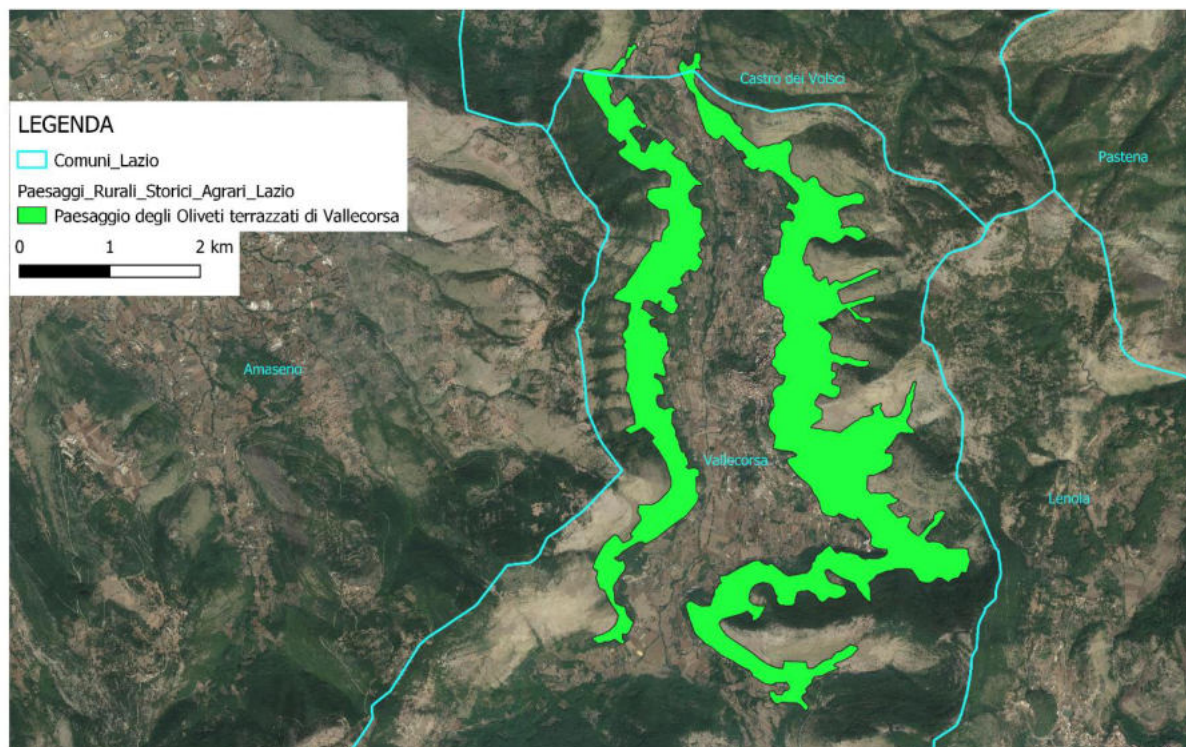 LEGENDA
Comuni_Lazio
Paesaggi_Rurali_Storici_Agrari_Lazio
Paesaggio degli Oliveti terrazzati di Vallecorsa
0 1 2 km
Castro dei Volsci
Pastena
Amaseno
Vallecorsa
Lenola